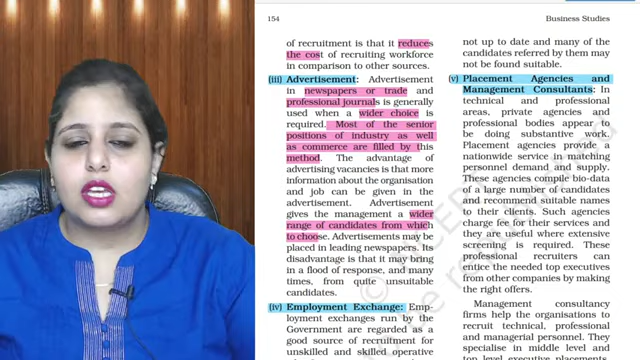 154
Business Studies
of recruitment is that it reduces
the cost of recruiting workforce
in comparison to other sources.
(iii) Advertisement: Advertisement
in newspapers or trade and
professional journals is generally
used when a wider choice is
required. Most of the senior
positions of industry as well
as commerce are filled by this
method. The advantage of
advertising vacancies is that more
information about the organisation
and job can be given in the
advertisement. Advertisement
gives the management a wider
range of candidates from which
to choose. Advertisements may be
placed in leading newspapers. Its
disadvantage is that it may bring
in a flood of response, and many
times, from quite unsuitable
candidates.
(iv) Employment Exchange: Emp-
loyment exchanges run by the
Government are regarded as a
good source of recruitment for
unskilled and skilled operative
not up to date and many of the
candidates referred by them may
not be found suitable.
(v) Placement Agencies and
Management Consultants: In
technical and professional
areas, private agencies and
professional bodies appear to
be doing substantive work.
Placement agencies provide a
nationwide service in matching
personnel demand and supply.
These agencies compile bio-data
of a large number of candidates
and recommend suitable names
to their clients. Such agencies
charge fee for their services and
they are useful where extensive
screening is required. These
professional recruiters can
entice the needed top executives
from other companies by making
the right offers.
Management consultancy
firms help the organisations to
recruit technical, professional
and managerial personnel. They
specialise in middle level and
top level executive placements.